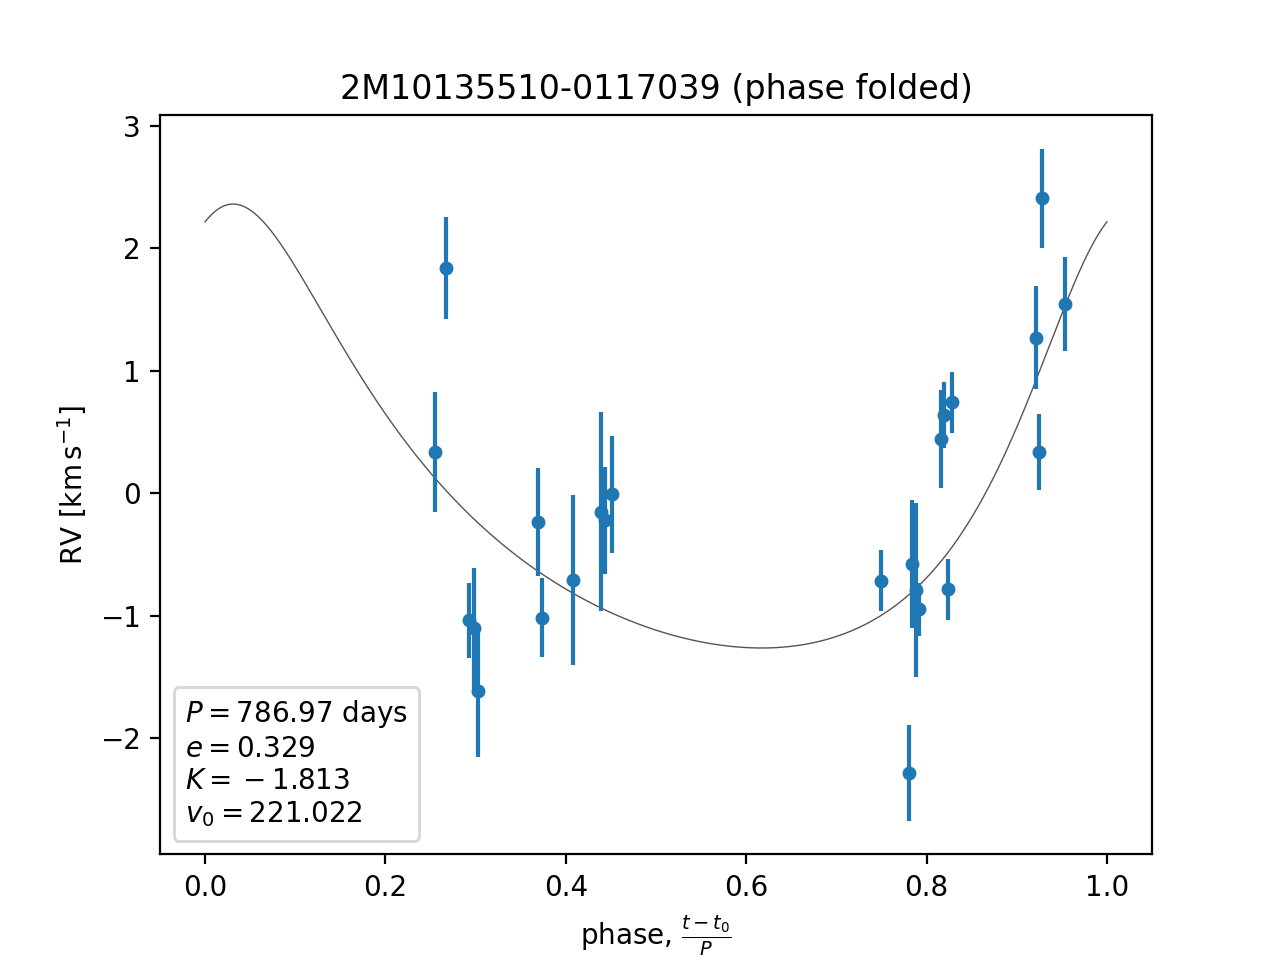 2M10135510-0117039 (phase folded)
3
2
1
0
−1
−2
RV [km s⁻¹]
P = 786.97 days
e = 0.329
K = −1.813
v₀ = 221.022
0.0 0.2 0.4 0.6 0.8 1.0
phase, (t − t₀)/P